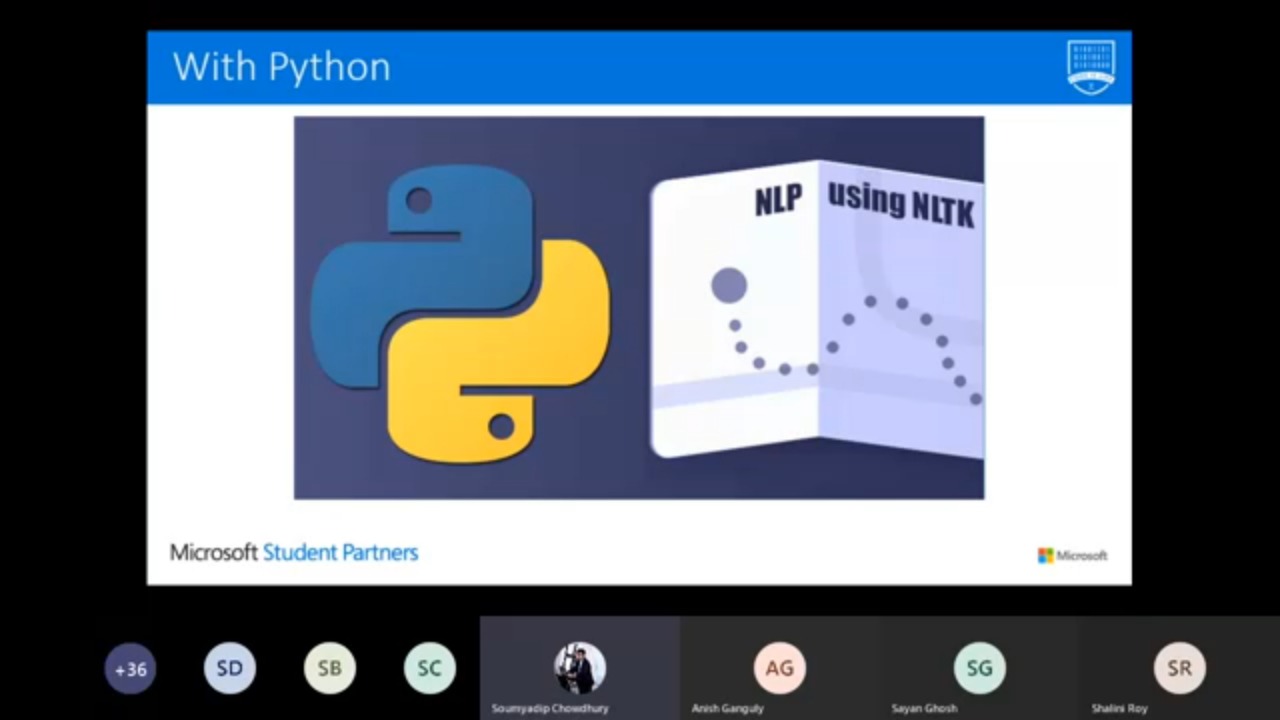 With Python
NLP using NLTK
Microsoft Student Partners
Microsoft
+36
SD
SB
SC
AG
SG
SR
Soumyadip Chowdhury
Anish Ganguly
Sayan Ghosh
Shalini Roy